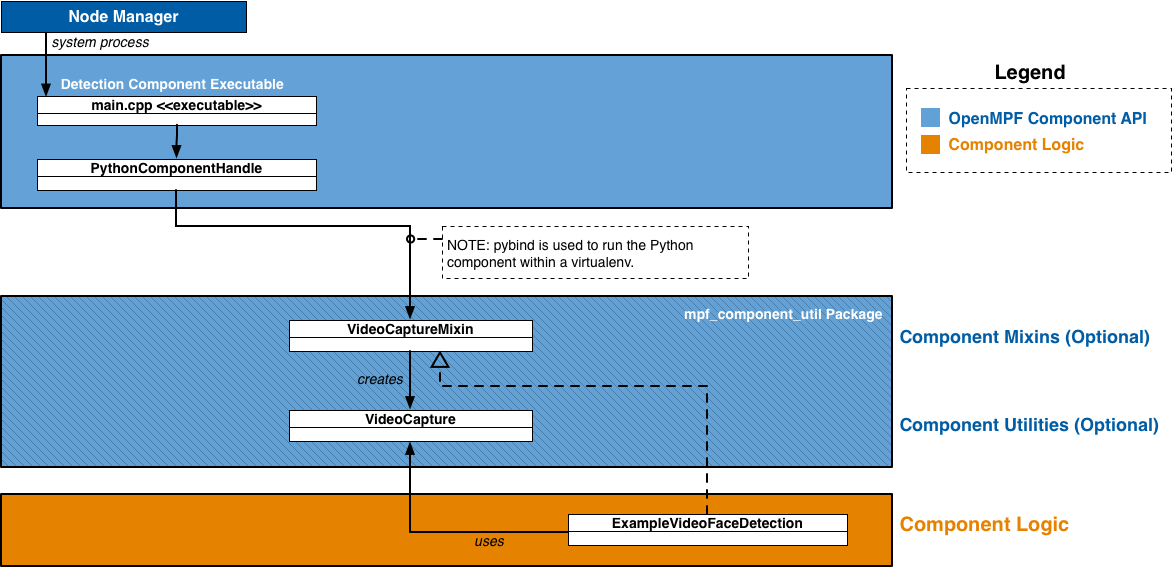 Node Manager
system process
Detection Component Executable
main.cpp <<executable>>
PythonComponentHandle
Legend
OpenMPF Component API
Component Logic
NOTE: pybind is used to run the Python
component within a virtualenv.
mpf_component_util Package
VideoCaptureMixin
Component Mixins (Optional)
creates
VideoCapture
Component Utilities (Optional)
ExampleVideoFaceDetection
Component Logic
uses